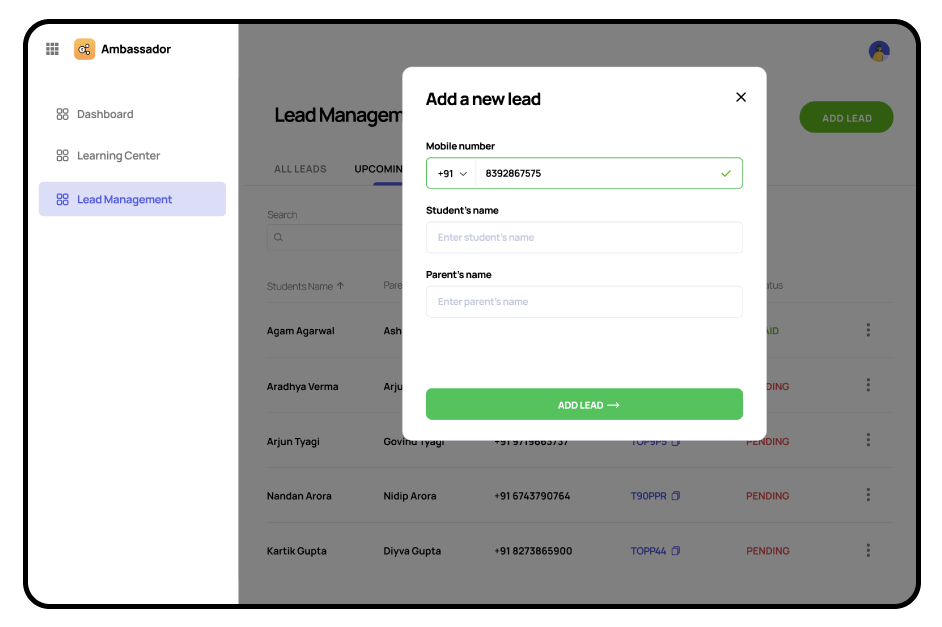 Ambassador
Dashboard
Learning Center
Lead Management
Lead Managem
ADD LEAD
ALL LEADS UPCOMIN
Search
Students Name ↑ Pare tus
Agam Agarwal Ash AID
Aradhya Verma Arju DING
Arjun Tyagi Govind Tyagi +91 9719663737 TOP9P5 PENDING
Nandan Arora Nidip Arora +91 6743790764 T90PPR PENDING
Kartik Gupta Diyva Gupta +91 8273865900 TOPP44 PENDING
Add a new lead
Mobile number
+91 8392867575
Student's name
Enter student's name
Parent's name
Enter parent's name
ADD LEAD →